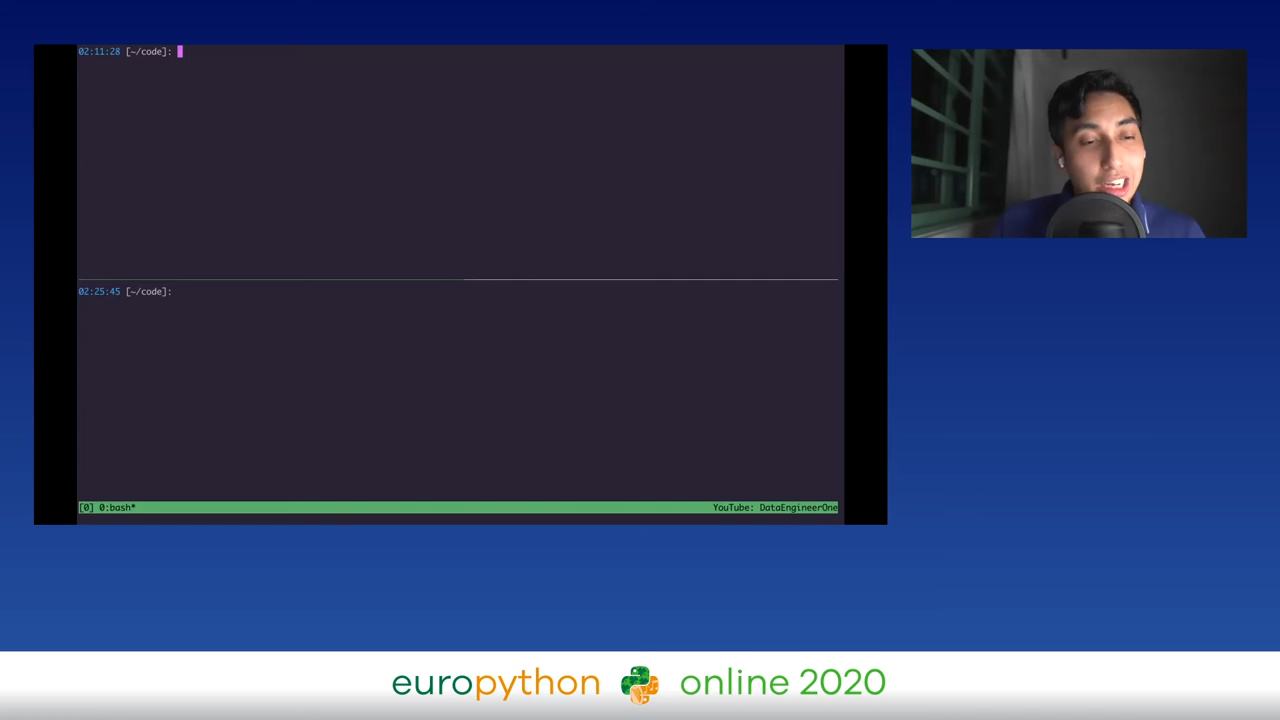 02:11:28 [~/code]:
02:25:45 [~/code]:
[0] 0:bash* YouTube: DataEngineerOne
europython online 2020